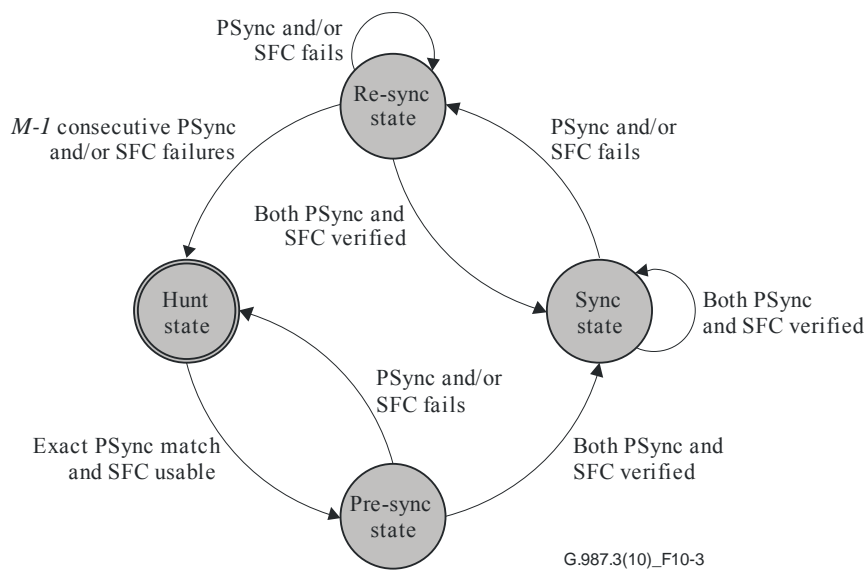 PSync and/or
SFC fails
Re-sync
state
M-1 consecutive PSync
and/or SFC failures
PSync and/or
SFC fails
Both PSync and
SFC verified
Hunt
state
Sync
state
Both PSync
and SFC verified
PSync and/or
SFC fails
Exact PSync match
and SFC usable
Both PSync and
SFC verified
Pre-sync
state
G.987.3(10)_F10-3